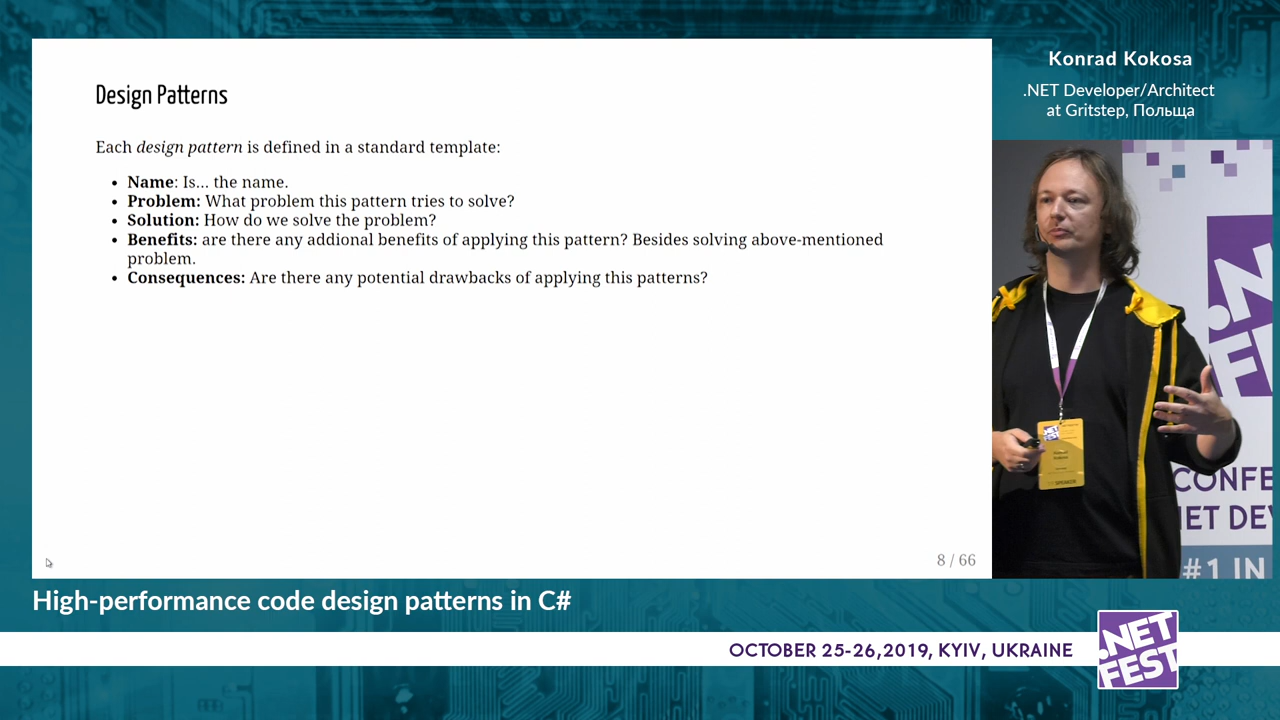 Design Patterns
Each design pattern is defined in a standard template:
• Name: Is... the name.
• Problem: What problem this pattern tries to solve?
• Solution: How do we solve the problem?
• Benefits: are there any addional benefits of applying this pattern? Besides solving above-mentioned
problem.
• Consequences: Are there any potential drawbacks of applying this patterns?
8 / 66
Konrad Kokosa
.NET Developer/Architect
at Gritstep, Польща
.N
F
CONFE
NET DEV
#1 IN
High-performance code design patterns in C#
OCTOBER 25-26,2019, KYIV, UKRAINE
.NET
FEST